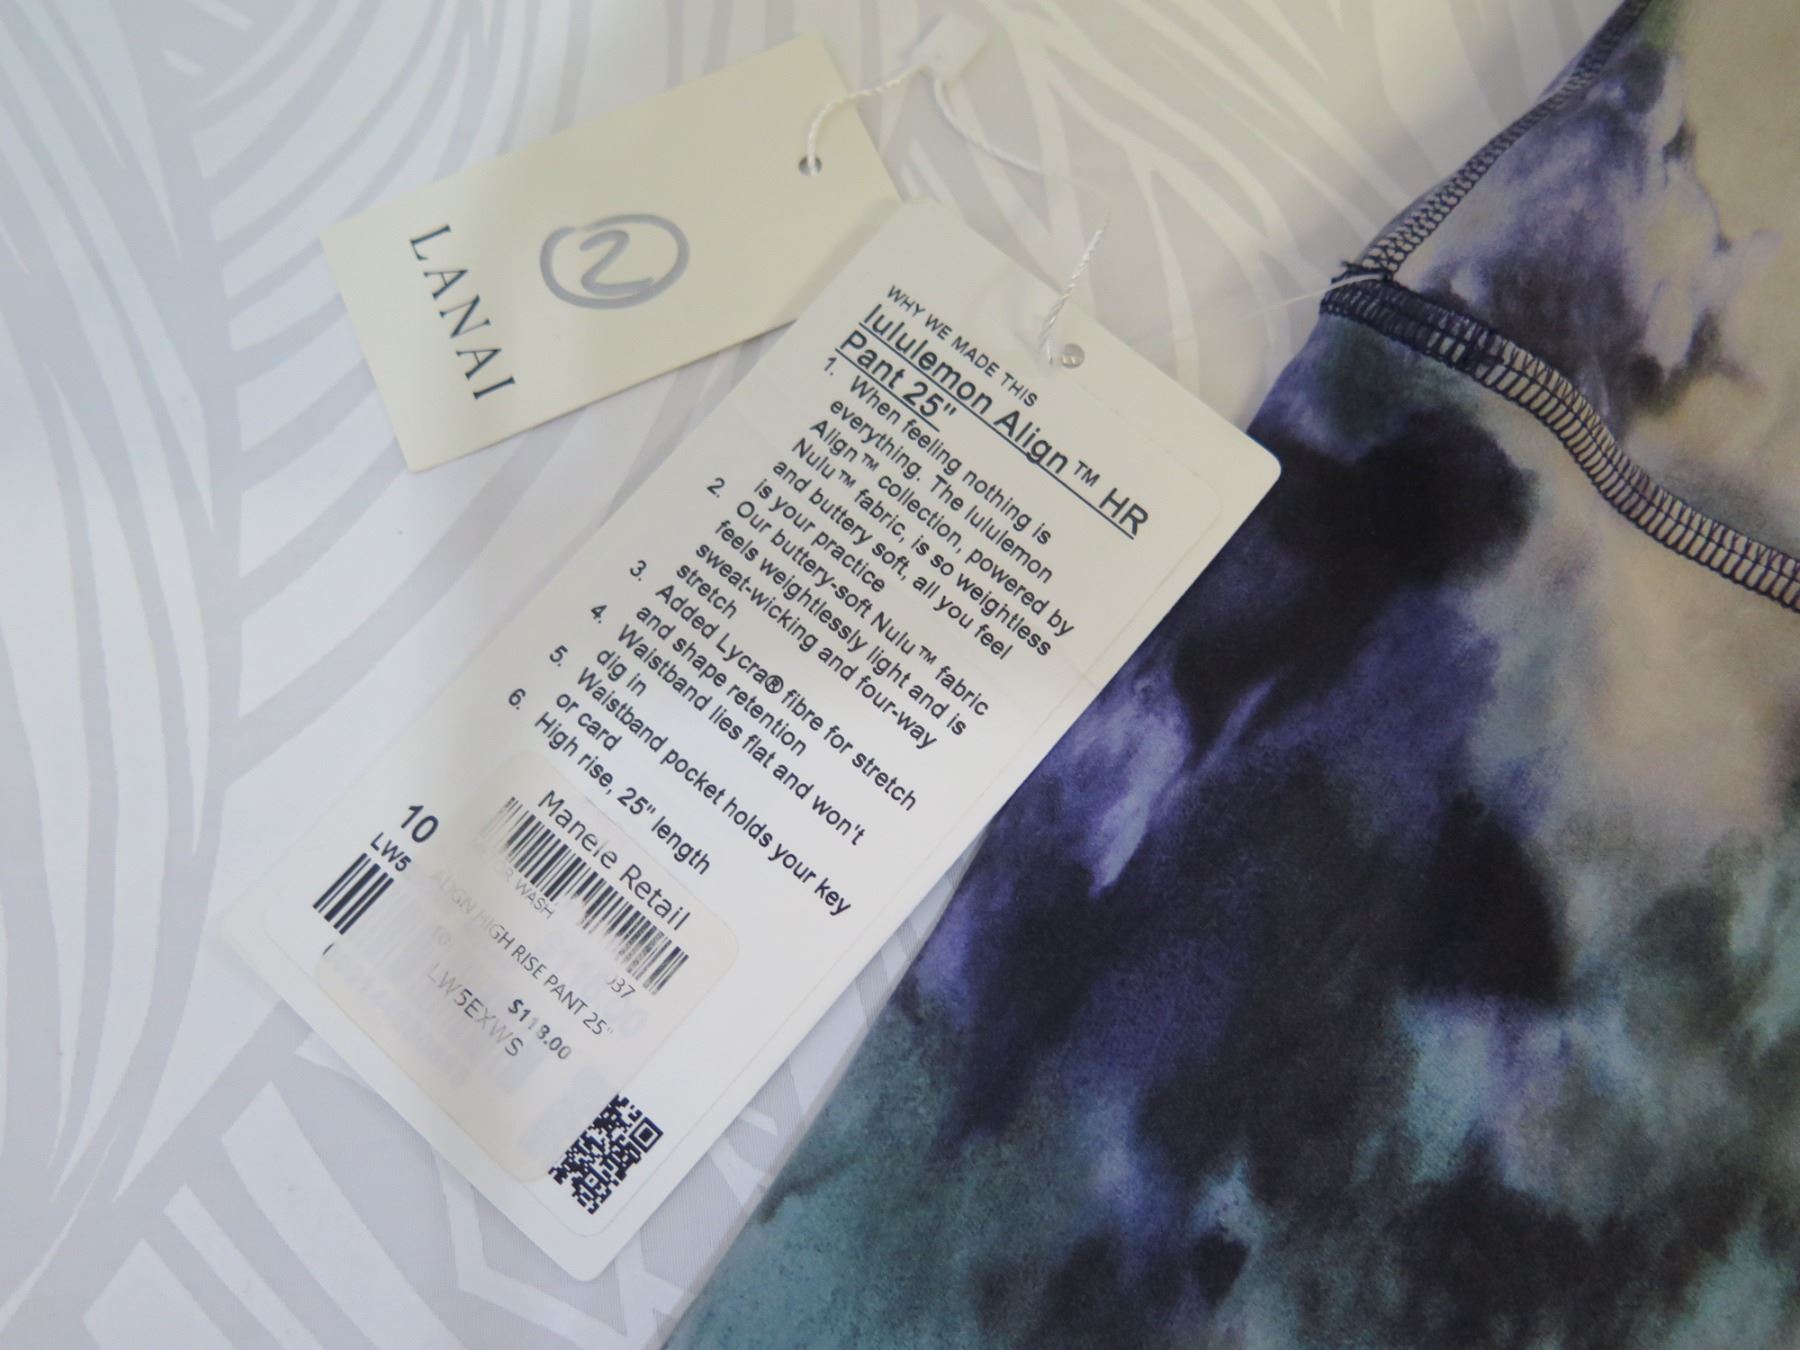 LANAI
2
WHY WE MADE THIS
lululemon Align™ HR
Pant 25"
1. When feeling nothing is
everything. The lululemon
Align™ collection, powered by
Nulu™ fabric, is so weightless
and buttery soft, all you feel
is your practice
2. Our buttery-soft Nulu™ fabric
feels weightlessly light and is
sweat-wicking and four-way
stretch
3. Added Lycra® fibre for stretch
and shape retention
4. Waistband lies flat and won't
dig in
5. Waistband pocket holds your key
or card
6. High rise, 25" length
10
LW5
Manele Retail
WASH
037
ALIGN HIGH RISE PANT 25"
10
$118.00
LW5EXWS